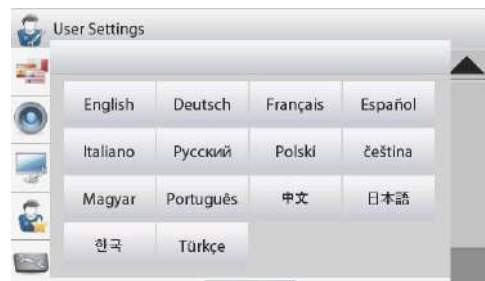 User Settings
English Deutsch Français Español
Italiano Русский Polski čeština
Magyar Português 中文 日本語
한국 Türkçe